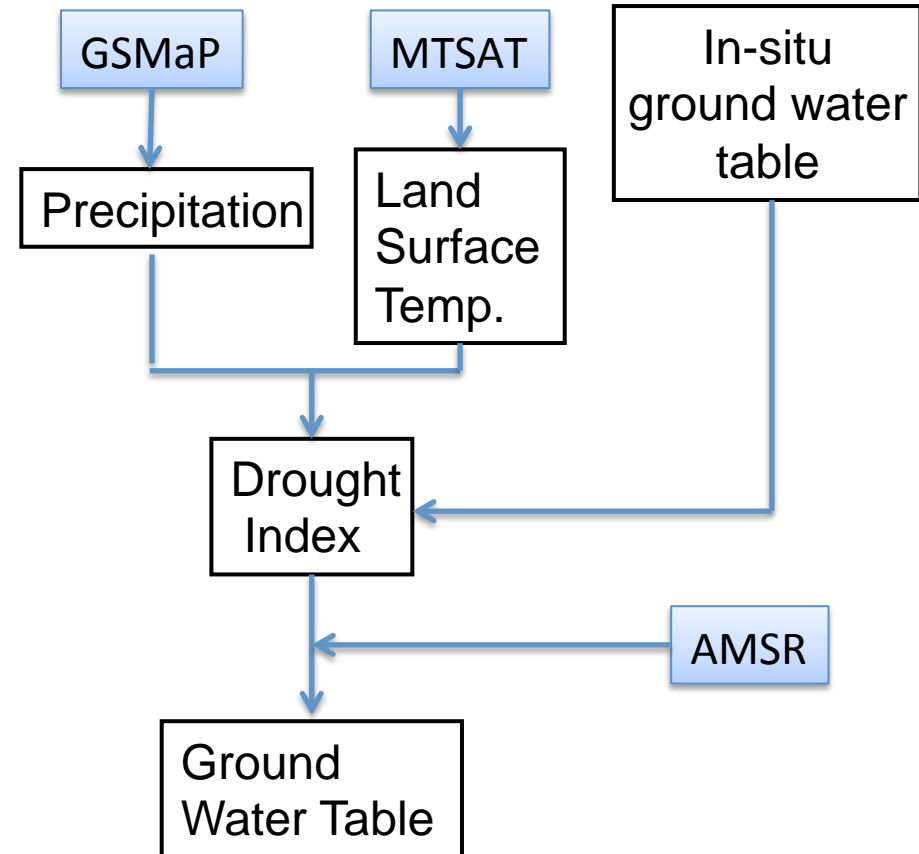 GSMaP
MTSAT
In-situ
ground water
table
Precipitation
Land
Surface
Temp.
Drought
Index
AMSR
Ground
Water Table